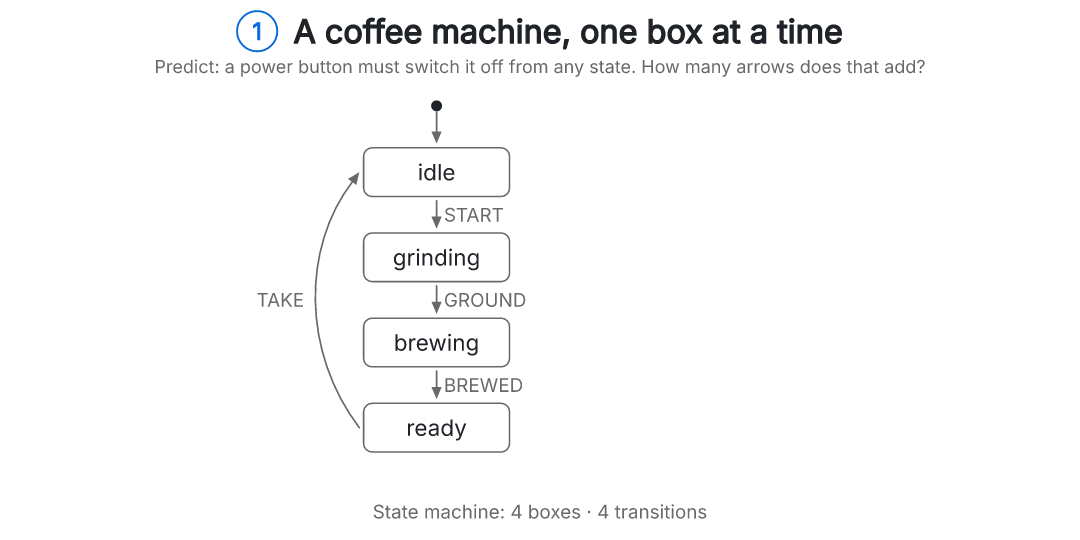 1 A coffee machine, one box at a time
Predict: a power button must switch it off from any state. How many arrows does that add?
idle
START
grinding
TAKE
GROUND
brewing
BREWED
ready
State machine: 4 boxes · 4 transitions